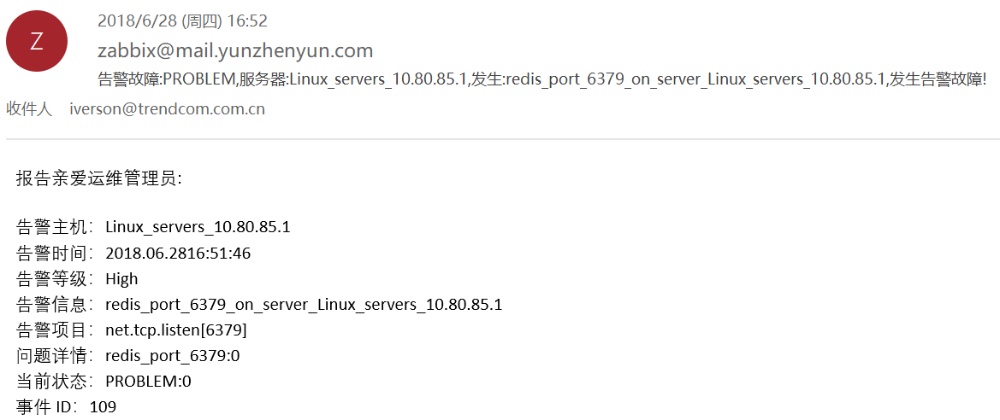 Z
2018/6/28 (周四) 16:52
zabbix@mail.yunzhenyun.com
告警故障:PROBLEM,服务器:Linux_servers_10.80.85.1,发生:redis_port_6379_on_server_Linux_servers_10.80.85.1,发生告警故障!
收件人 iverson@trendcom.com.cn
报告亲爱运维管理员:
告警主机：Linux_servers_10.80.85.1
告警时间：2018.06.2816:51:46
告警等级：High
告警信息：redis_port_6379_on_server_Linux_servers_10.80.85.1
告警项目：net.tcp.listen[6379]
问题详情：redis_port_6379:0
当前状态：PROBLEM:0
事件 ID：109